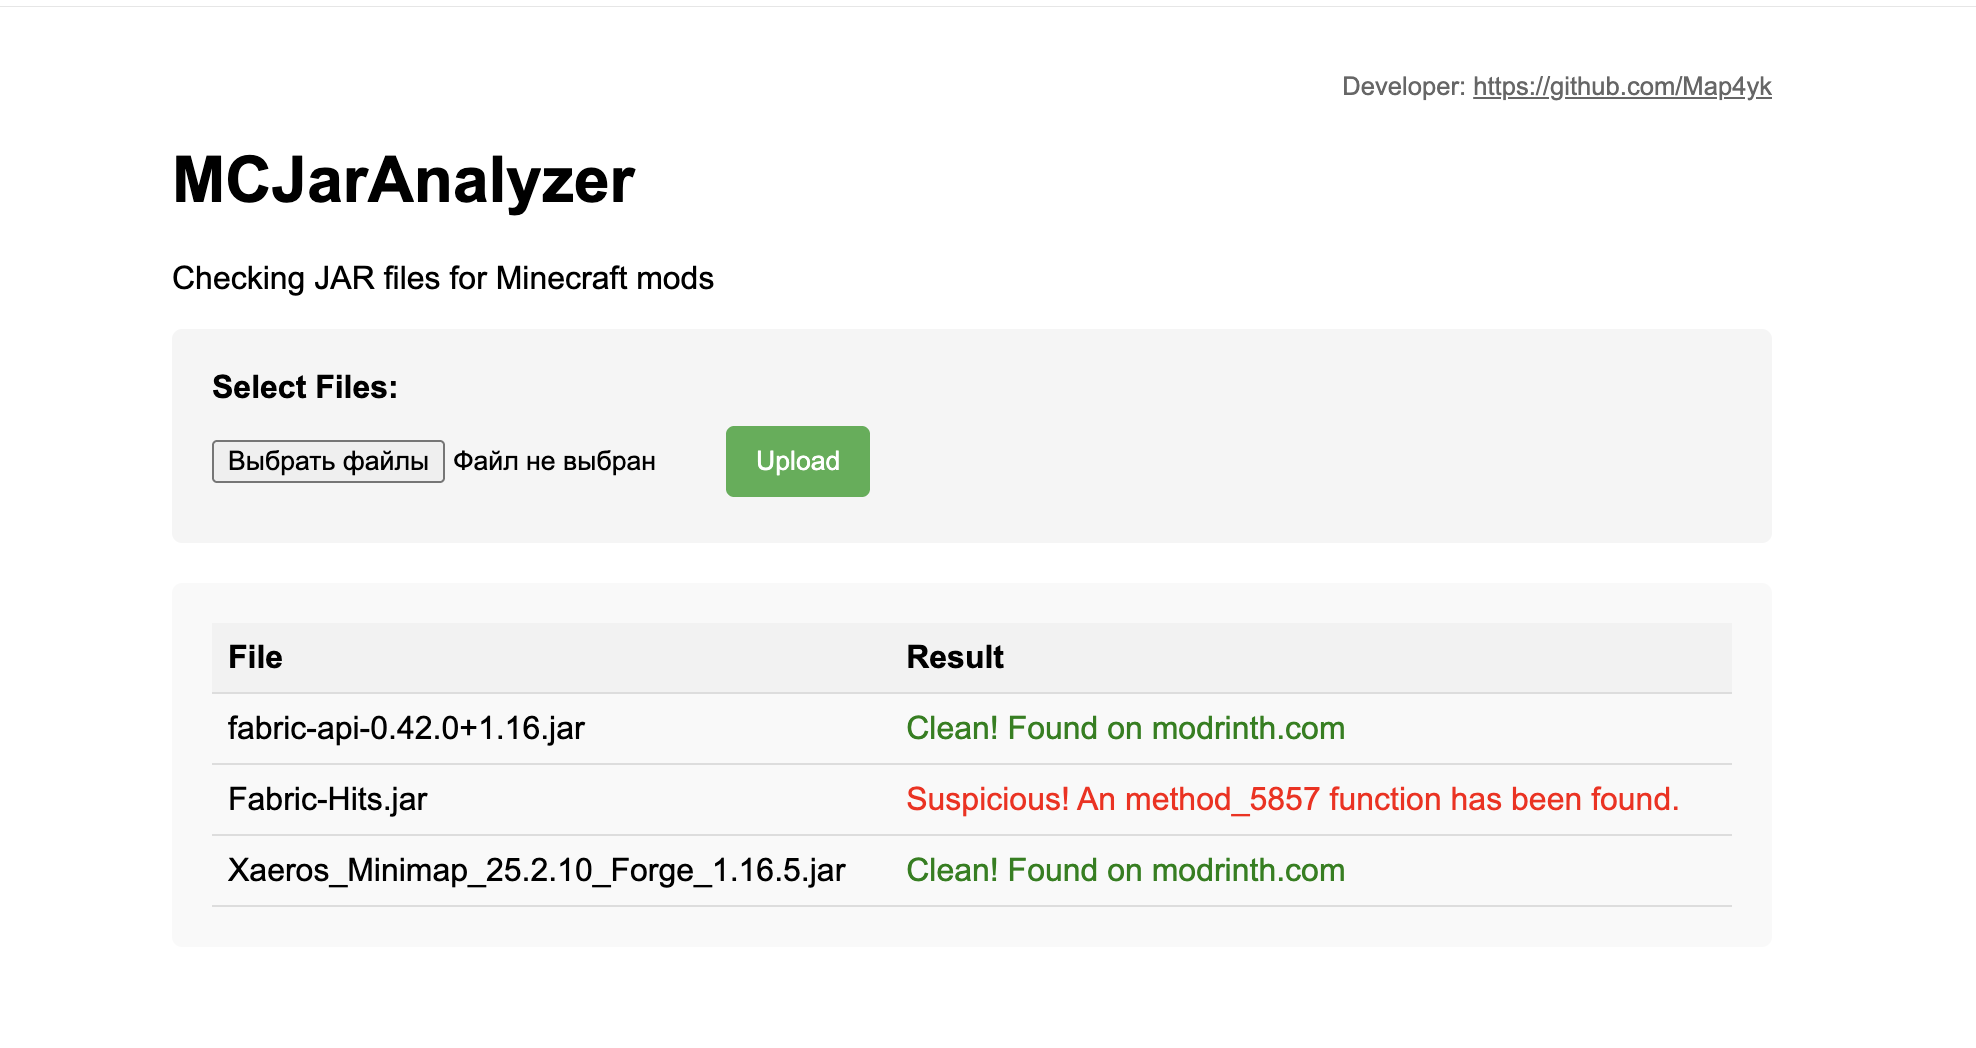 Developer: https://github.com/Map4yk
MCJarAnalyzer
Checking JAR files for Minecraft mods
Select Files:
Выбрать файлы Файл не выбран Upload
File Result
fabric-api-0.42.0+1.16.jar Clean! Found on modrinth.com
Fabric-Hits.jar Suspicious! An method_5857 function has been found.
Xaeros_Minimap_25.2.10_Forge_1.16.5.jar Clean! Found on modrinth.com